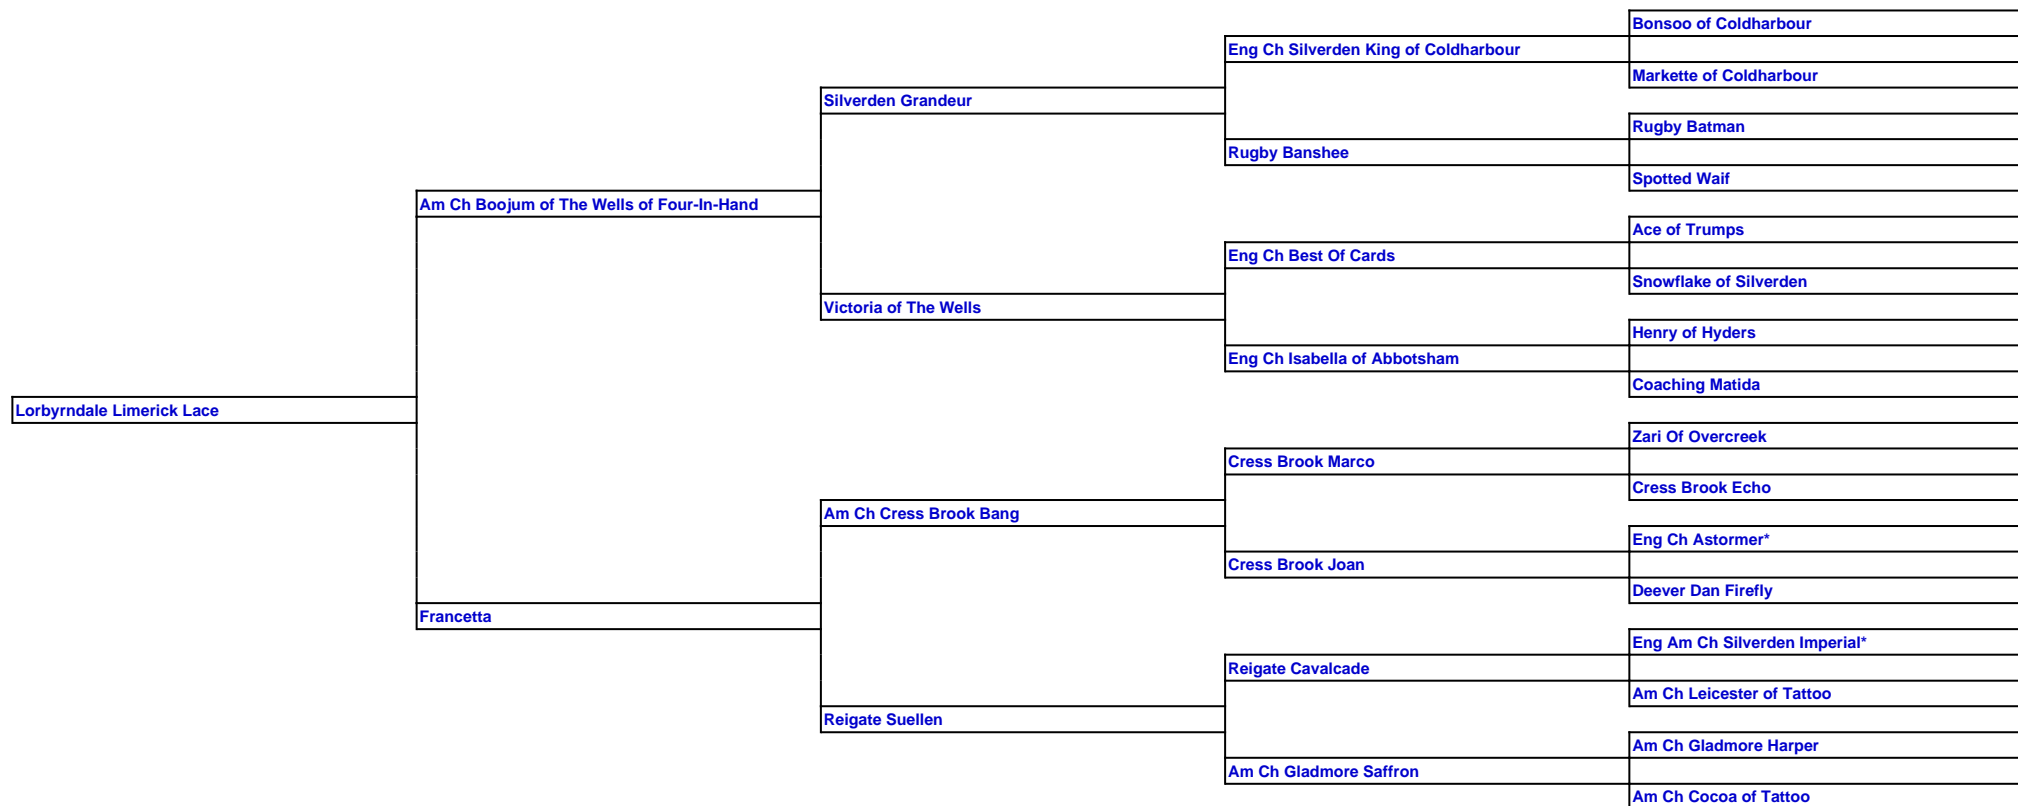 Bonsoo of Coldharbour
Eng Ch Silverden King of Coldharbour
Markette of Coldharbour
Silverden Grandeur
Rugby Batman
Rugby Banshee
Spotted Waif
Am Ch Boojum of The Wells of Four-In-Hand
Ace of Trumps
Eng Ch Best Of Cards
Snowflake of Silverden
Victoria of The Wells
Henry of Hyders
Eng Ch Isabella of Abbotsham
Coaching Matida
Lorbyrndale Limerick Lace
Zari Of Overcreek
Cress Brook Marco
Cress Brook Echo
Am Ch Cress Brook Bang
Eng Ch Astormer*
Cress Brook Joan
Deever Dan Firefly
Francetta
Eng Am Ch Silverden Imperial*
Reigate Cavalcade
Am Ch Leicester of Tattoo
Reigate Suellen
Am Ch Gladmore Harper
Am Ch Gladmore Saffron
Am Ch Cocoa of Tattoo